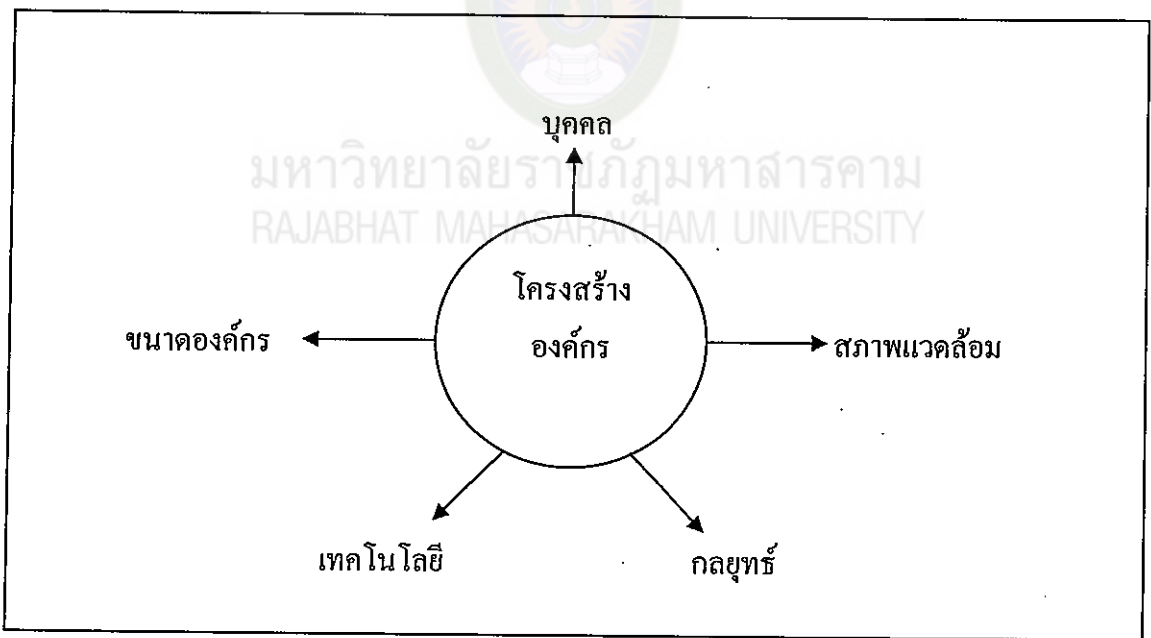 บุคคล
มหาวิทยาลัยราชภัฏมหาสารคาม
RAJABHAT MAHASARAKHAM UNIVERSITY
โครงสร้าง
องค์กร
ขนาดองค์กร
สภาพแวดล้อม
เทคโนโลยี
กลยุทธ์